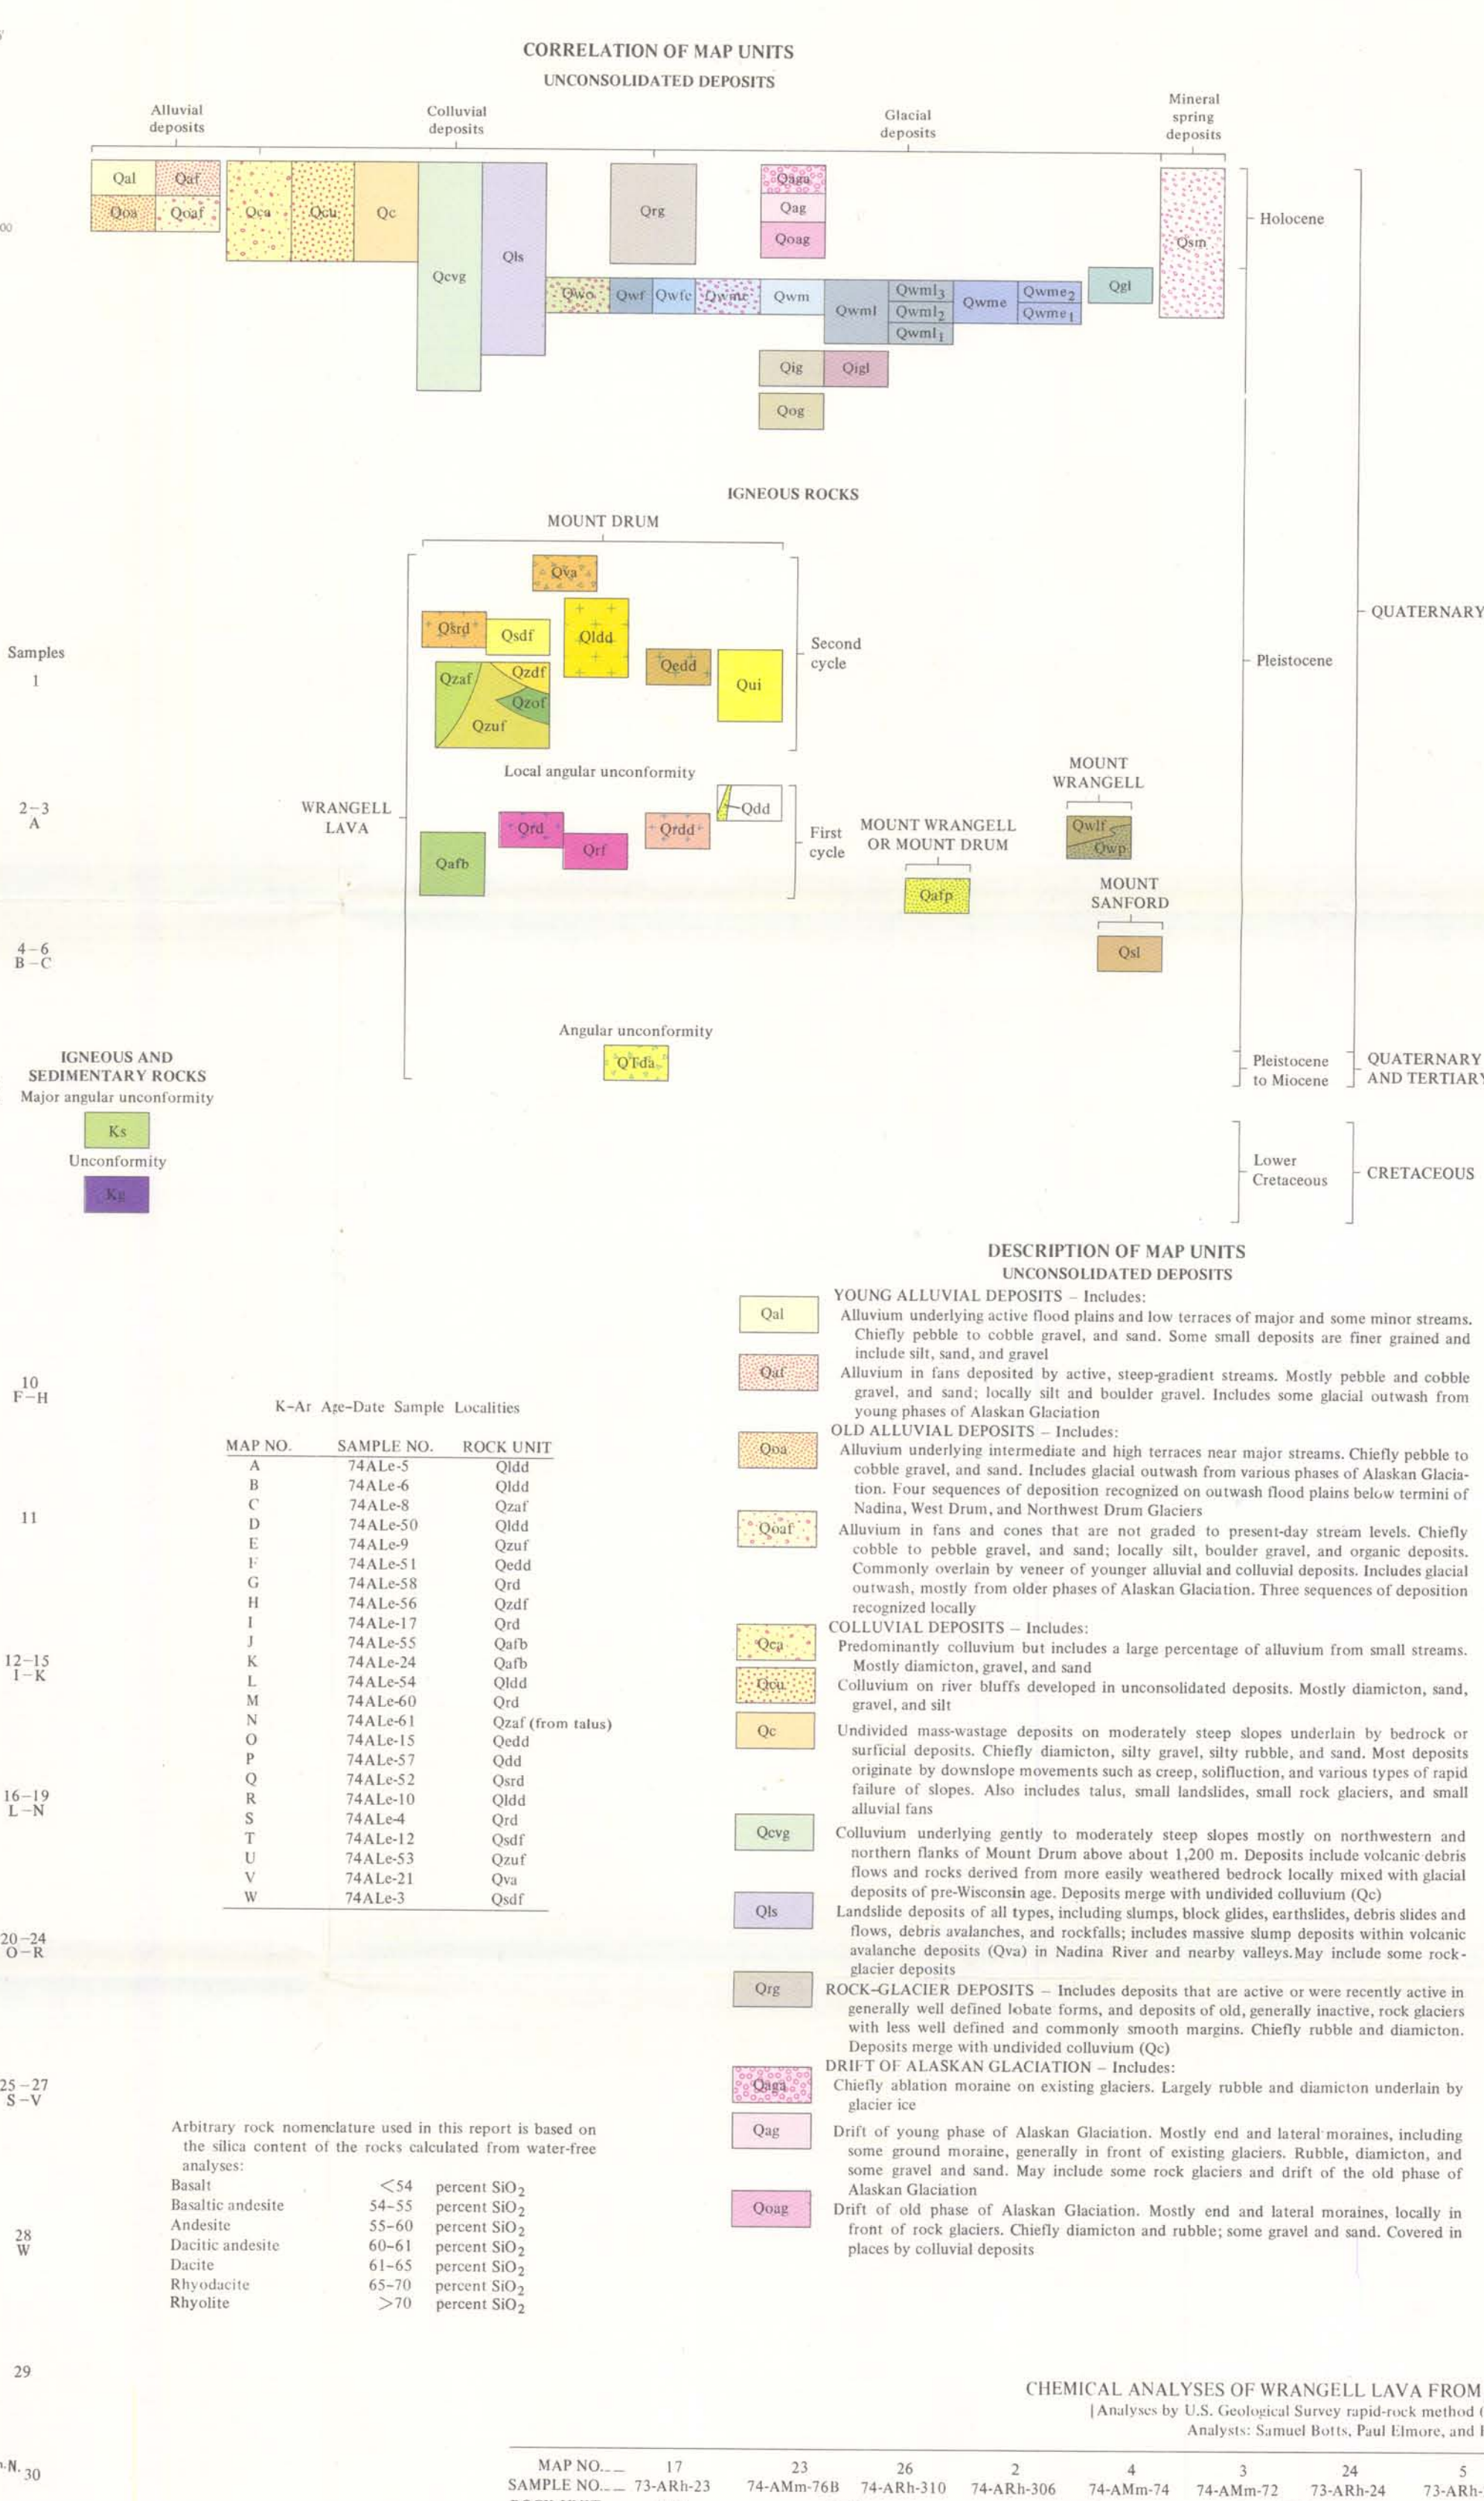 CORRELATION OF MAP UNITS
UNCONSOLIDATED DEPOSITS
Alluvial
deposits
Colluvial
deposits
Glacial
deposits
Mineral
spring
deposits
Qal
Qaf
Qoa
Qoaf
Qca
Qcu
Qc
Qcvg
Qls
Qrg
Qaga
Qag
Qoag
Qsm
Holocene
00
Qwo
Qwf
Qwfc
Qwm
Qwml
Qwml3
Qwml2
Qwml1
Qwme
Qwme2
Qwme1
Qgl
Qig
Qigl
Qog
IGNEOUS ROCKS
MOUNT DRUM
Qva
Qsrd
Qsdf
Qldd
Qedd
Qui
Qzaf
Qzdf
Qzof
Qzuf
Second
cycle
Pleistocene
QUATERNARY
Samples
1
Local angular unconformity
WRANGELL
LAVA
Qafb
Qrd
Qrf
Qrdd
Qdd
First
cycle
MOUNT WRANGELL
OR MOUNT DRUM
Qafp
MOUNT
WRANGELL
Qwlf
Qwp
MOUNT
SANFORD
Qsl
2–3
A
4–6
B–C
Angular unconformity
QTda
Pleistocene
to Miocene
QUATERNARY
AND TERTIARY
IGNEOUS AND
SEDIMENTARY ROCKS
Major angular unconformity
Ks
Unconformity
Kg
Lower
Cretaceous
CRETACEOUS
10
F–H
11
12–15
I–K
16–19
L–N
20–24
O–R
25–27
S–V
28
W
29
N. 30
K–Ar Age–Date Sample Localities
MAP NO. SAMPLE NO. ROCK UNIT
A 74ALe-5 Qldd
B 74ALe-6 Qldd
C 74ALe-8 Qzaf
D 74ALe-50 Qldd
E 74ALe-9 Qzuf
F 74ALe-51 Qedd
G 74ALe-58 Qrd
H 74ALe-56 Qzdf
I 74ALe-17 Qrd
J 74ALe-55 Qafb
K 74ALe-24 Qafb
L 74ALe-54 Qldd
M 74ALe-60 Qrd
N 74ALe-61 Qzaf (from talus)
O 74ALe-15 Qedd
P 74ALe-57 Qdd
Q 74ALe-52 Qsrd
R 74ALe-10 Qldd
S 74ALe-4 Qrd
T 74ALe-12 Qsdf
U 74ALe-53 Qzuf
V 74ALe-21 Qva
W 74ALe-3 Qsdf
Arbitrary rock nomenclature used in this report is based on
the silica content of the rocks calculated from water-free
analyses:
Basalt <54 percent SiO2
Basaltic andesite 54–55 percent SiO2
Andesite 55–60 percent SiO2
Dacitic andesite 60–61 percent SiO2
Dacite 61–65 percent SiO2
Rhyodacite 65–70 percent SiO2
Rhyolite >70 percent SiO2
DESCRIPTION OF MAP UNITS
UNCONSOLIDATED DEPOSITS
YOUNG ALLUVIAL DEPOSITS – Includes:
Qal Alluvium underlying active flood plains and low terraces of major and some minor streams.
Chiefly pebble to cobble gravel, and sand. Some small deposits are finer grained and
include silt, sand, and gravel
Qaf Alluvium in fans deposited by active, steep-gradient streams. Mostly pebble and cobble
gravel, and sand; locally silt and boulder gravel. Includes some glacial outwash from
young phases of Alaskan Glaciation
OLD ALLUVIAL DEPOSITS – Includes:
Qoa Alluvium underlying intermediate and high terraces near major streams. Chiefly pebble to
cobble gravel, and sand. Includes glacial outwash from various phases of Alaskan Glacia-
tion. Four sequences of deposition recognized on outwash flood plains below termini of
Nadina, West Drum, and Northwest Drum Glaciers
Qoaf Alluvium in fans and cones that are not graded to present-day stream levels. Chiefly
cobble to pebble gravel, and sand; locally silt, boulder gravel, and organic deposits.
Commonly overlain by veneer of younger alluvial and colluvial deposits. Includes glacial
outwash, mostly from older phases of Alaskan Glaciation. Three sequences of deposition
recognized locally
COLLUVIAL DEPOSITS – Includes:
Qca Predominantly colluvium but includes a large percentage of alluvium from small streams.
Mostly diamicton, gravel, and sand
Qcu Colluvium on river bluffs developed in unconsolidated deposits. Mostly diamicton, sand,
gravel, and silt
Qc Undivided mass-wastage deposits on moderately steep slopes underlain by bedrock or
surficial deposits. Chiefly diamicton, silty gravel, silty rubble, and sand. Most deposits
originate by downslope movements such as creep, solifluction, and various types of rapid
failure of slopes. Also includes talus, small landslides, small rock glaciers, and small
alluvial fans
Qcvg Colluvium underlying gently to moderately steep slopes mostly on northwestern and
northern flanks of Mount Drum above about 1,200 m. Deposits include volcanic debris
flows and rocks derived from more easily weathered bedrock locally mixed with glacial
deposits of pre-Wisconsin age. Deposits merge with undivided colluvium (Qc)
Qls Landslide deposits of all types, including slumps, block glides, earthslides, debris slides and
flows, debris avalanches, and rockfalls; includes massive slump deposits within volcanic
avalanche deposits (Qva) in Nadina River and nearby valleys. May include some rock-
glacier deposits
Qrg ROCK–GLACIER DEPOSITS – Includes deposits that are active or were recently active in
generally well defined lobate forms, and deposits of old, generally inactive, rock glaciers
with less well defined and commonly smooth margins. Chiefly rubble and diamicton.
Deposits merge with undivided colluvium (Qc)
DRIFT OF ALASKAN GLACIATION – Includes:
Qaga Chiefly ablation moraine on existing glaciers. Largely rubble and diamicton underlain by
glacier ice
Qag Drift of young phase of Alaskan Glaciation. Mostly end and lateral moraines, including
some ground moraine, generally in front of existing glaciers. Rubble, diamicton, and
some gravel and sand. May include some rock glaciers and drift of the old phase of
Alaskan Glaciation
Qoag Drift of old phase of Alaskan Glaciation. Mostly end and lateral moraines, locally in
front of rock glaciers. Chiefly diamicton and rubble; some gravel and sand. Covered in
places by colluvial deposits
CHEMICAL ANALYSES OF WRANGELL LAVA FROM
[Analyses by U.S. Geological Survey rapid-rock method (
Analysts: Samuel Botts, Paul Elmore, and
MAP NO.___ 17 23 26 2 4 3 24 5
SAMPLE NO.___ 73-ARh-23 74-AMm-76B 74-ARh-310 74-ARh-306 74-AMm-74 74-AMm-72 73-ARh-24 73-ARh-